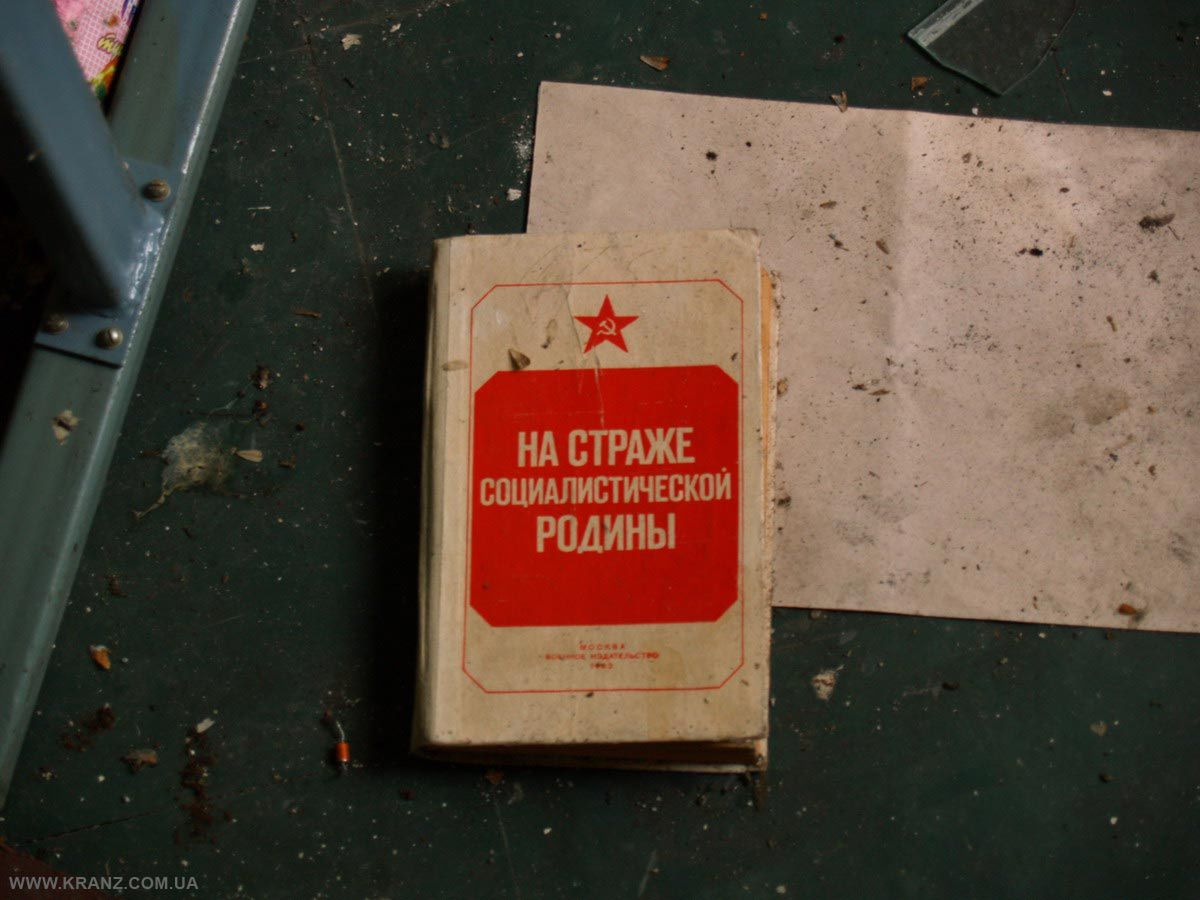 НА СТРАЖЕ
СОЦИАЛИСТИЧЕСКОЙ
РОДИНЫ
МОСКВА
ВОЕННОЕ ИЗДАТЕЛЬСТВО
WWW.KRANZ.COM.UA